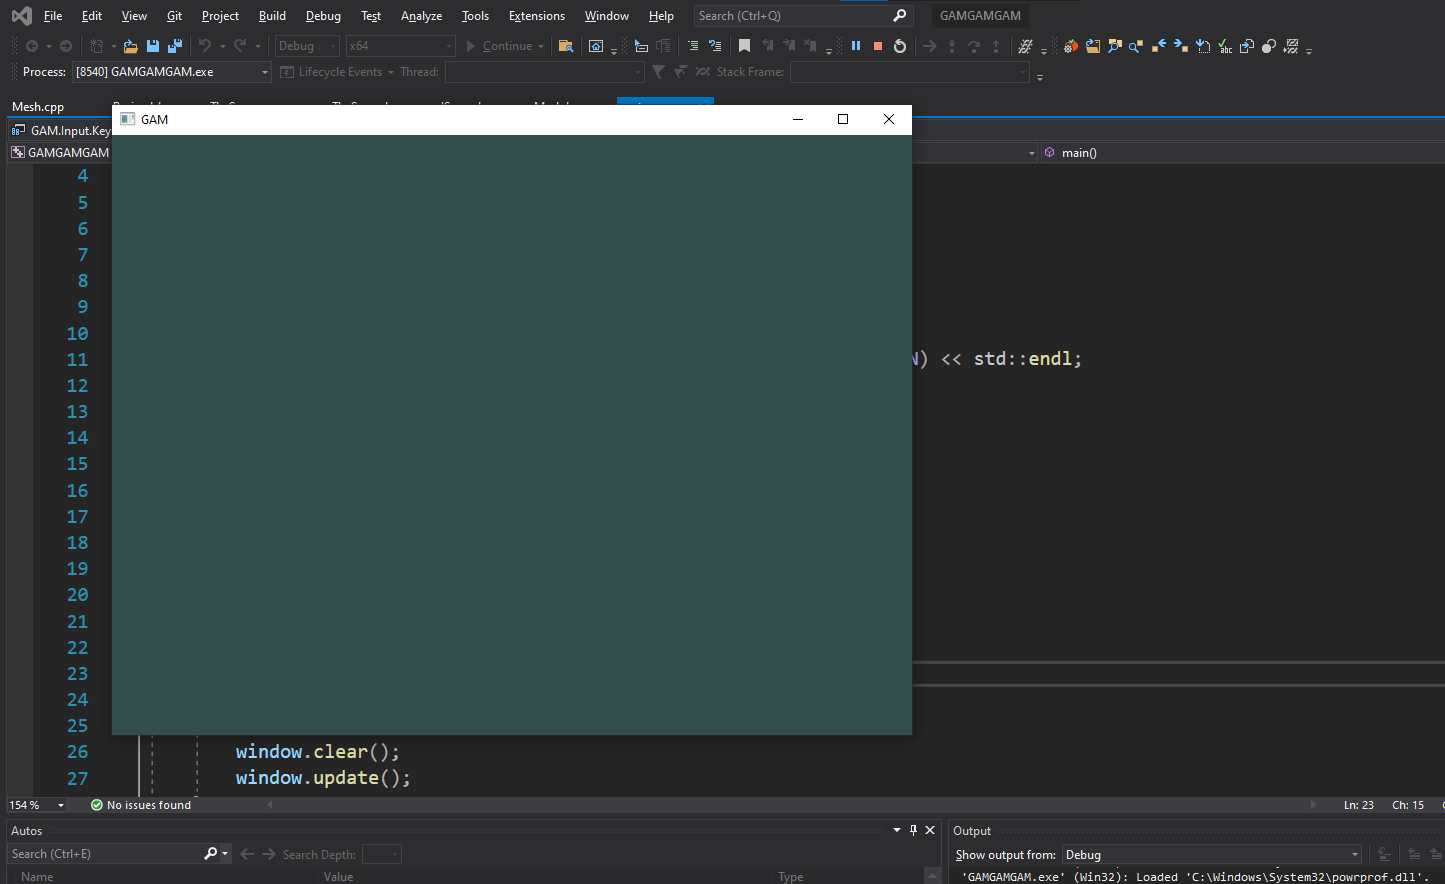 File Edit View Git Project Build Debug Test Analyze Tools Extensions Window Help Search (Ctrl+Q) GAMGAMGAM
Debug x64 Continue
Process: [8540] GAMGAMGAM.exe Lifecycle Events Thread: Stack Frame:
Mesh.cpp
GAM
GAM.Input.Key
GAMGAMGAM main()
4
5
6
7
8
9
10
11 ) << std::endl;
12
13
14
15
16
17
18
19
20
21
22
23
24
25
26 window.clear();
27 window.update();
154 % No issues found Ln: 23 Ch: 15
Autos Output
Search (Ctrl+E) Search Depth: Show output from: Debug
Name Value Type 'GAMGAMGAM.exe' (Win32): Loaded 'C:\Windows\System32\powrprof.dll'.